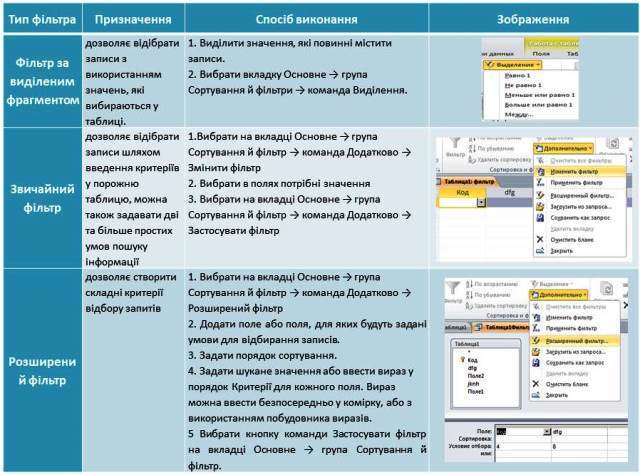 Тип фільтра
Призначення
Спосіб виконання
Зображення
Фільтр за
виділеним
фрагментом
дозволяє відібрати
записи з
використанням
значень, які
вибираються у
таблиці.
1. Виділити значення, які повинні містити
записи.
2. Вибрати вкладку Основне → група
Сортування й фільтри → команда Виділення.
Выделение
Равно 1
Не равно 1
Меньше или равно 1
Больше или равно 1
Между...
Звичайний
фільтр
дозволяє відібрати
записи шляхом
введення критеріїв
у порожню
таблицю, можна
також задавати дві
та більше простих
умов пошуку
інформації
1.Вибрати на вкладці Основне → група
Сортування й фільтр → команда Додатково →
Змінити фільтр
2. Вибрати в полях потрібні значення
3. Вибрати на вкладці Основне → група
Сортування й фільтр → команда Додатково →
Застосувати фільтр
По возрастанию
Выделение
По убыванию
Дополнительно
Удалить сортировку
Очистить все фильтры
Сортировка и ф
Изменить фильтр
Таблица1: фильтр
Применить фильтр
Код
dfg
Расширенный фильтр...
Загрузить из запроса...
Сохранить как запрос
Удалить вкладку
Очистить бланк
Закрыть
Розширени
й фільтр
дозволяє створити
складні критерії
відбору запитів
1. Вибрати на вкладці Основне → група
Сортування й фільтр → команда Додатково →
Розширений фільтр
2. Додати поле або поля, для яких будуть задані
умови для відбирання записів.
3. Задати порядок сортування.
4. Задати шукане значення або ввести вираз у
порядок Критерії для кожного поля. Вираз
можна ввести безпосередньо у комірку, або з
використанням побудовника виразів.
5 Вибрати кнопку команди Застосувати фільтр
на вкладці Основне → група Сортування й
фільтр.
По возрастанию
Выделение
По убыванию
Дополнительно
Фильтр
Удалить сортировку
Очистить все фильтры
Сортировка и ф
Изменить фильтр
Применить фильтр
Таблица1
Расширенный фильтр...
Загрузить из запроса...
Сохранить как запрос
Удалить вкладку
Очистить бланк
Закрыть
*
Код
dfg
Поле2
jknh
Поле1
Поле: Код dfg
Сортировка:
Условие отбора: 4 8
или: